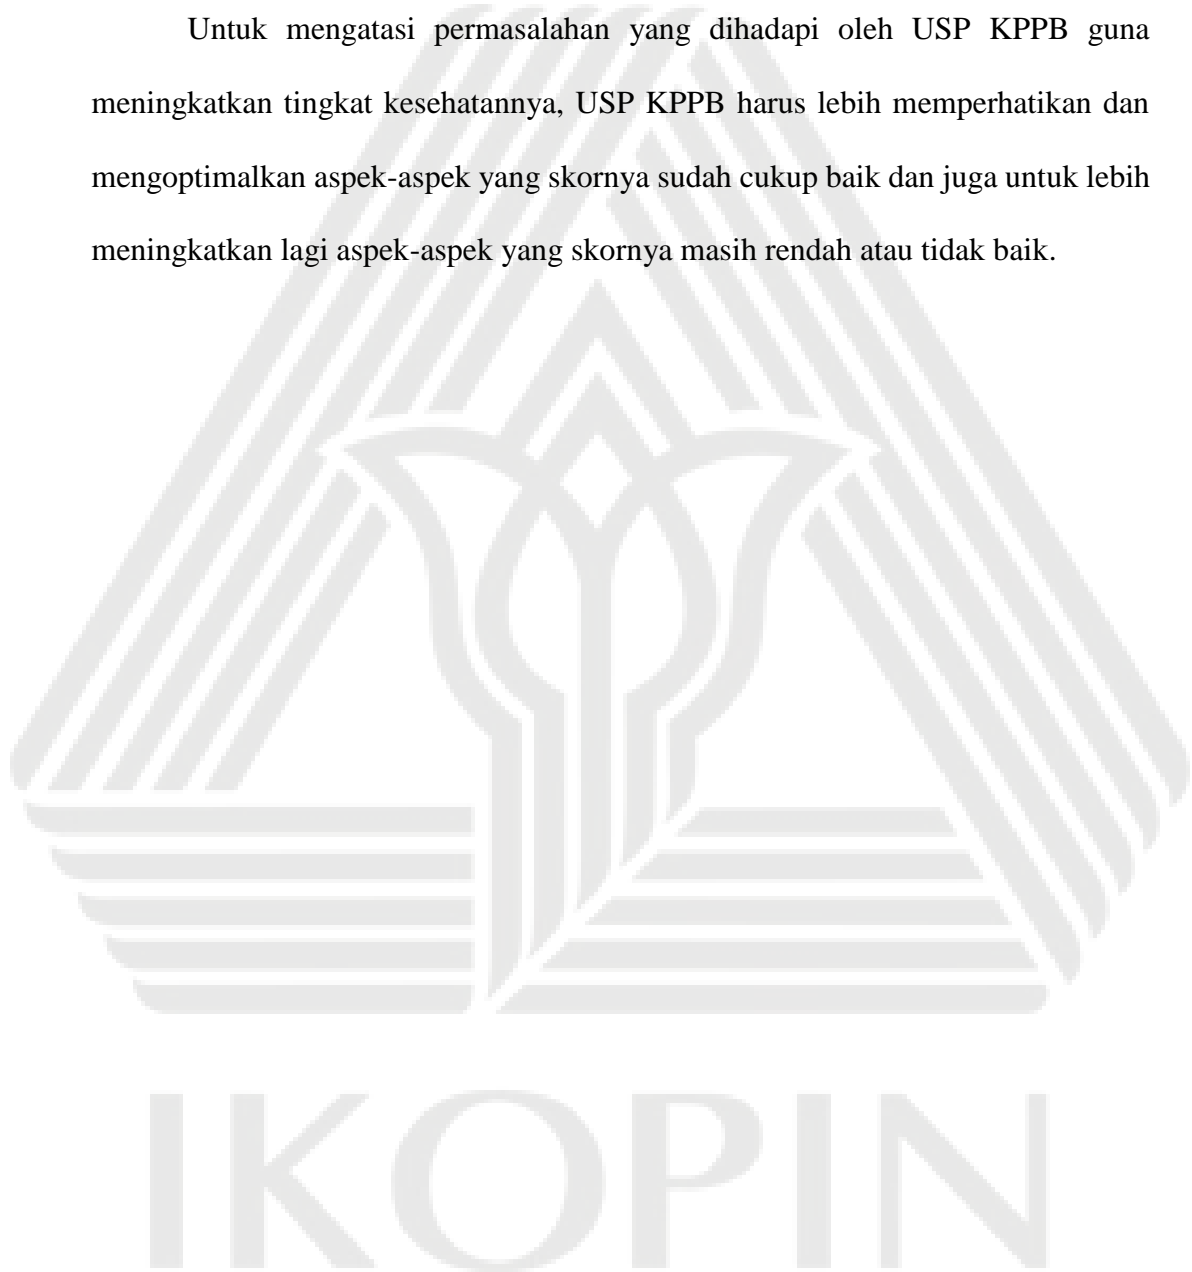 Untuk mengatasi permasalahan yang dihadapi oleh USP KPPB guna
meningkatkan tingkat kesehatannya, USP KPPB harus lebih memperhatikan dan
mengoptimalkan aspek-aspek yang skornya sudah cukup baik dan juga untuk lebih
meningkatkan lagi aspek-aspek yang skornya masih rendah atau tidak baik.
IKOPIN